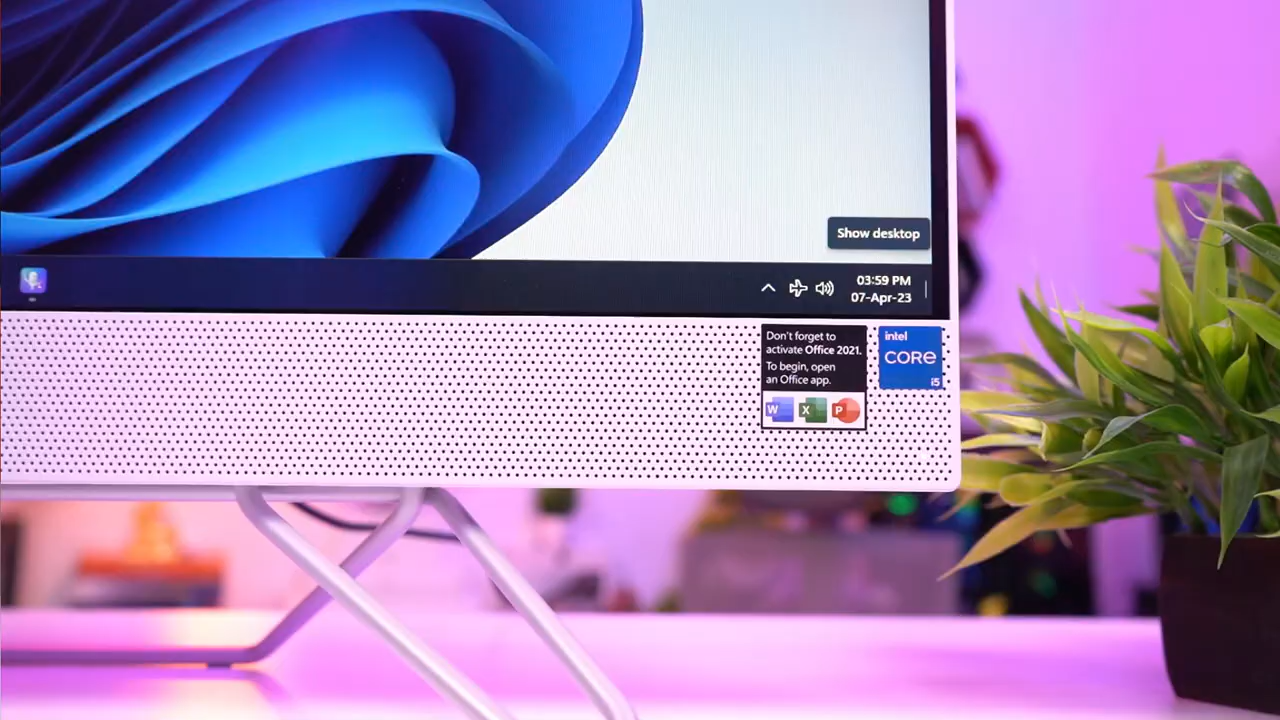 Show desktop
03:59 PM
07-Apr-23
Don't forget to
activate Office 2021.
To begin, open
an Office app.
W X P
intel
CORE
i5